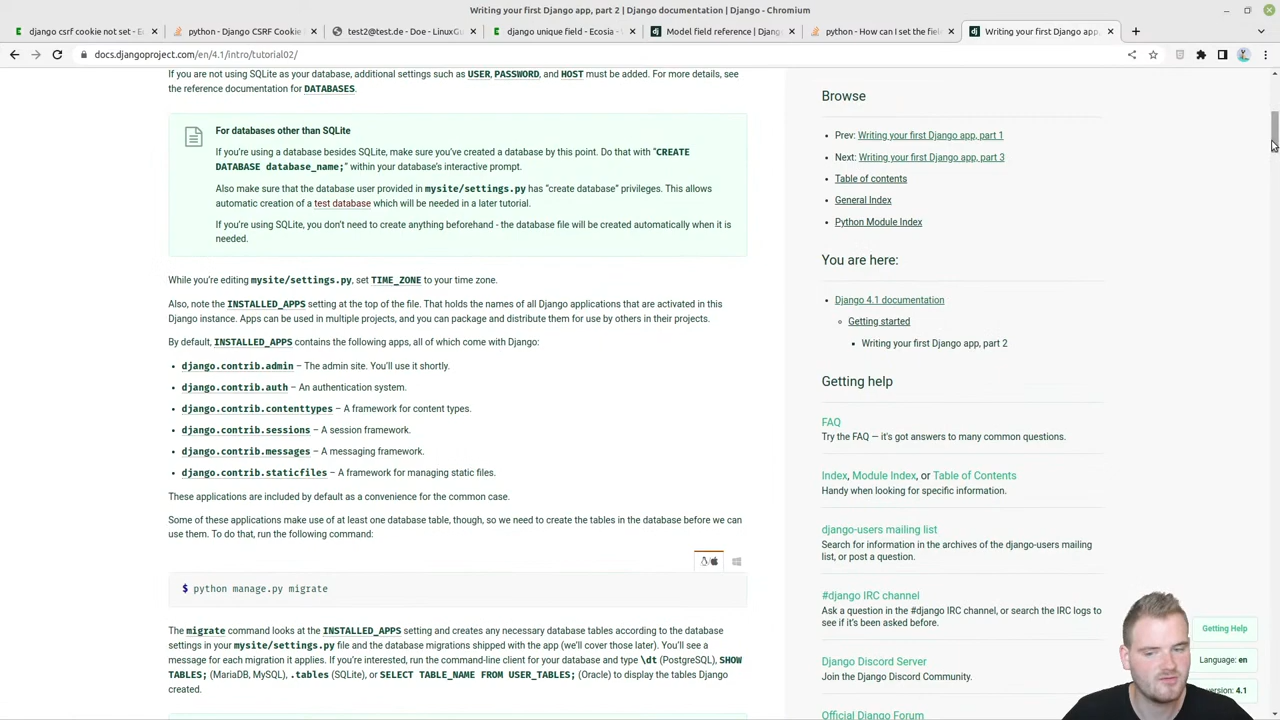 Writing your first Django app, part 2 | Django documentation | Django - Chromium
django csrf cookie not set - E
python - Django CSRF Cookie
test2@test.de - Doe - LinuxGu
django unique field - Ecosia -
Model field reference | Django
python - How can I set the field
Writing your first Django app,
docs.djangoproject.com/en/4.1/intro/tutorial02/
If you are not using SQLite as your database, additional settings such as USER, PASSWORD, and HOST must be added. For more details, see
the reference documentation for DATABASES.
For databases other than SQLite
If you're using a database besides SQLite, make sure you've created a database by this point. Do that with "CREATE
DATABASE database_name;" within your database's interactive prompt.
Also make sure that the database user provided in mysite/settings.py has "create database" privileges. This allows
automatic creation of a test database which will be needed in a later tutorial.
If you're using SQLite, you don't need to create anything beforehand - the database file will be created automatically when it is
needed.
While you're editing mysite/settings.py, set TIME_ZONE to your time zone.
Also, note the INSTALLED_APPS setting at the top of the file. That holds the names of all Django applications that are activated in this
Django instance. Apps can be used in multiple projects, and you can package and distribute them for use by others in their projects.
By default, INSTALLED_APPS contains the following apps, all of which come with Django:
• django.contrib.admin – The admin site. You'll use it shortly.
• django.contrib.auth – An authentication system.
• django.contrib.contenttypes – A framework for content types.
• django.contrib.sessions – A session framework.
• django.contrib.messages – A messaging framework.
• django.contrib.staticfiles – A framework for managing static files.
These applications are included by default as a convenience for the common case.
Some of these applications make use of at least one database table, though, so we need to create the tables in the database before we can
use them. To do that, run the following command:
$ python manage.py migrate
The migrate command looks at the INSTALLED_APPS setting and creates any necessary database tables according to the database
settings in your mysite/settings.py file and the database migrations shipped with the app (we'll cover those later). You'll see a
message for each migration it applies. If you're interested, run the command-line client for your database and type \dt (PostgreSQL), SHOW
TABLES; (MariaDB, MySQL), .tables (SQLite), or SELECT TABLE_NAME FROM USER_TABLES; (Oracle) to display the tables Django
created.
Browse
• Prev: Writing your first Django app, part 1
• Next: Writing your first Django app, part 3
• Table of contents
• General Index
• Python Module Index
You are here:
• Django 4.1 documentation
◦ Getting started
• Writing your first Django app, part 2
Getting help
FAQ
Try the FAQ — it's got answers to many common questions.
Index, Module Index, or Table of Contents
Handy when looking for specific information.
django-users mailing list
Search for information in the archives of the django-users mailing
list, or post a question.
#django IRC channel
Ask a question in the #django IRC channel, or search the IRC logs to
see if it's been asked before.
Django Discord Server
Join the Django Discord Community.
Official Django Forum
Getting Help
Language: en
version: 4.1